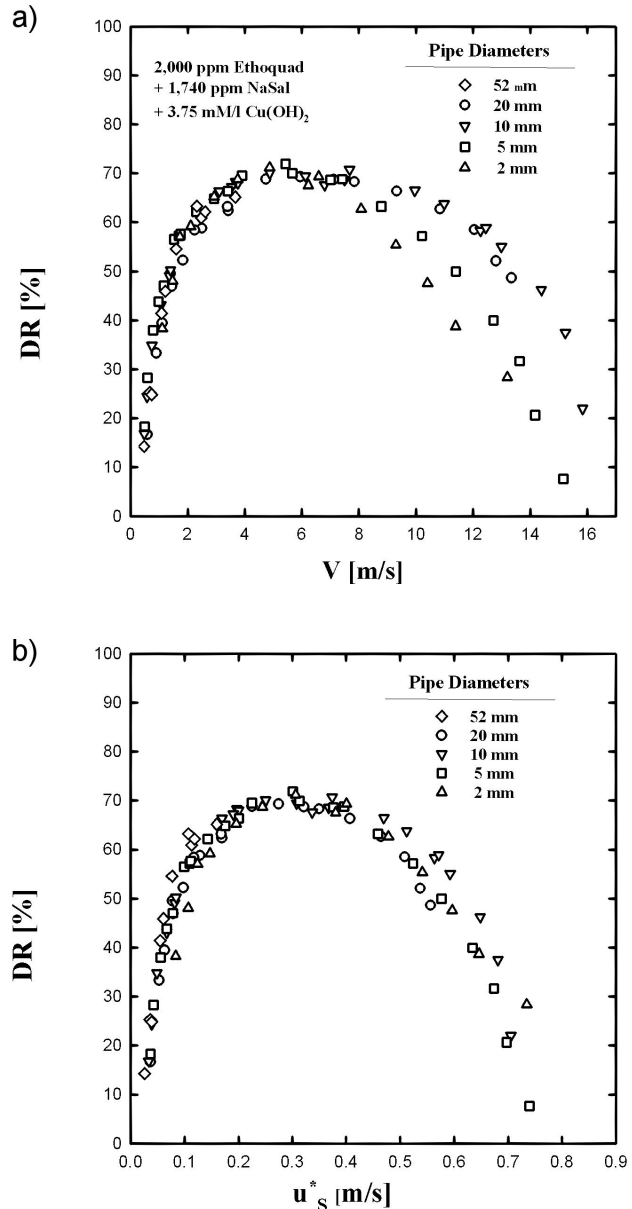 a)
100
90
80
70
60
50
40
30
20
10
0
DR [%]
2,000 ppm Ethoquad
+ 1,740 ppm NaSal
+ 3.75 mM/l Cu(OH)2
Pipe Diameters
52 mm
20 mm
10 mm
5 mm
2 mm
0 2 4 6 8 10 12 14 16
V [m/s]
b)
100
90
80
70
60
50
40
30
20
10
0
DR [%]
Pipe Diameters
52 mm
20 mm
10 mm
5 mm
2 mm
0.0 0.1 0.2 0.3 0.4 0.5 0.6 0.7 0.8 0.9
u*S [m/s]